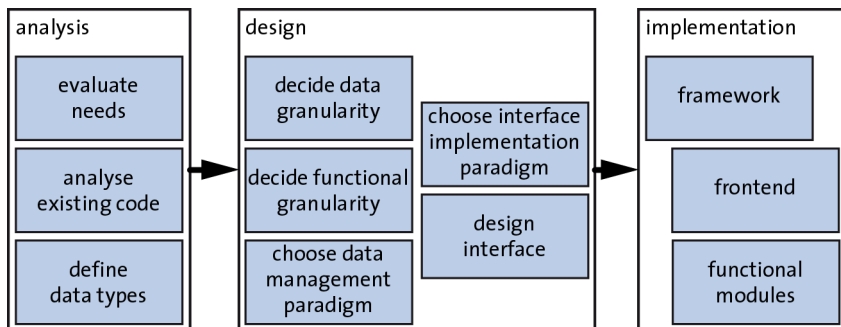 analysis
evaluate
needs
analyse
existing code
define
data types
design
decide data
granularity
decide functional
granularity
choose data
management
paradigm
choose interface
implementation
paradigm
design
interface
implementation
framework
frontend
functional
modules